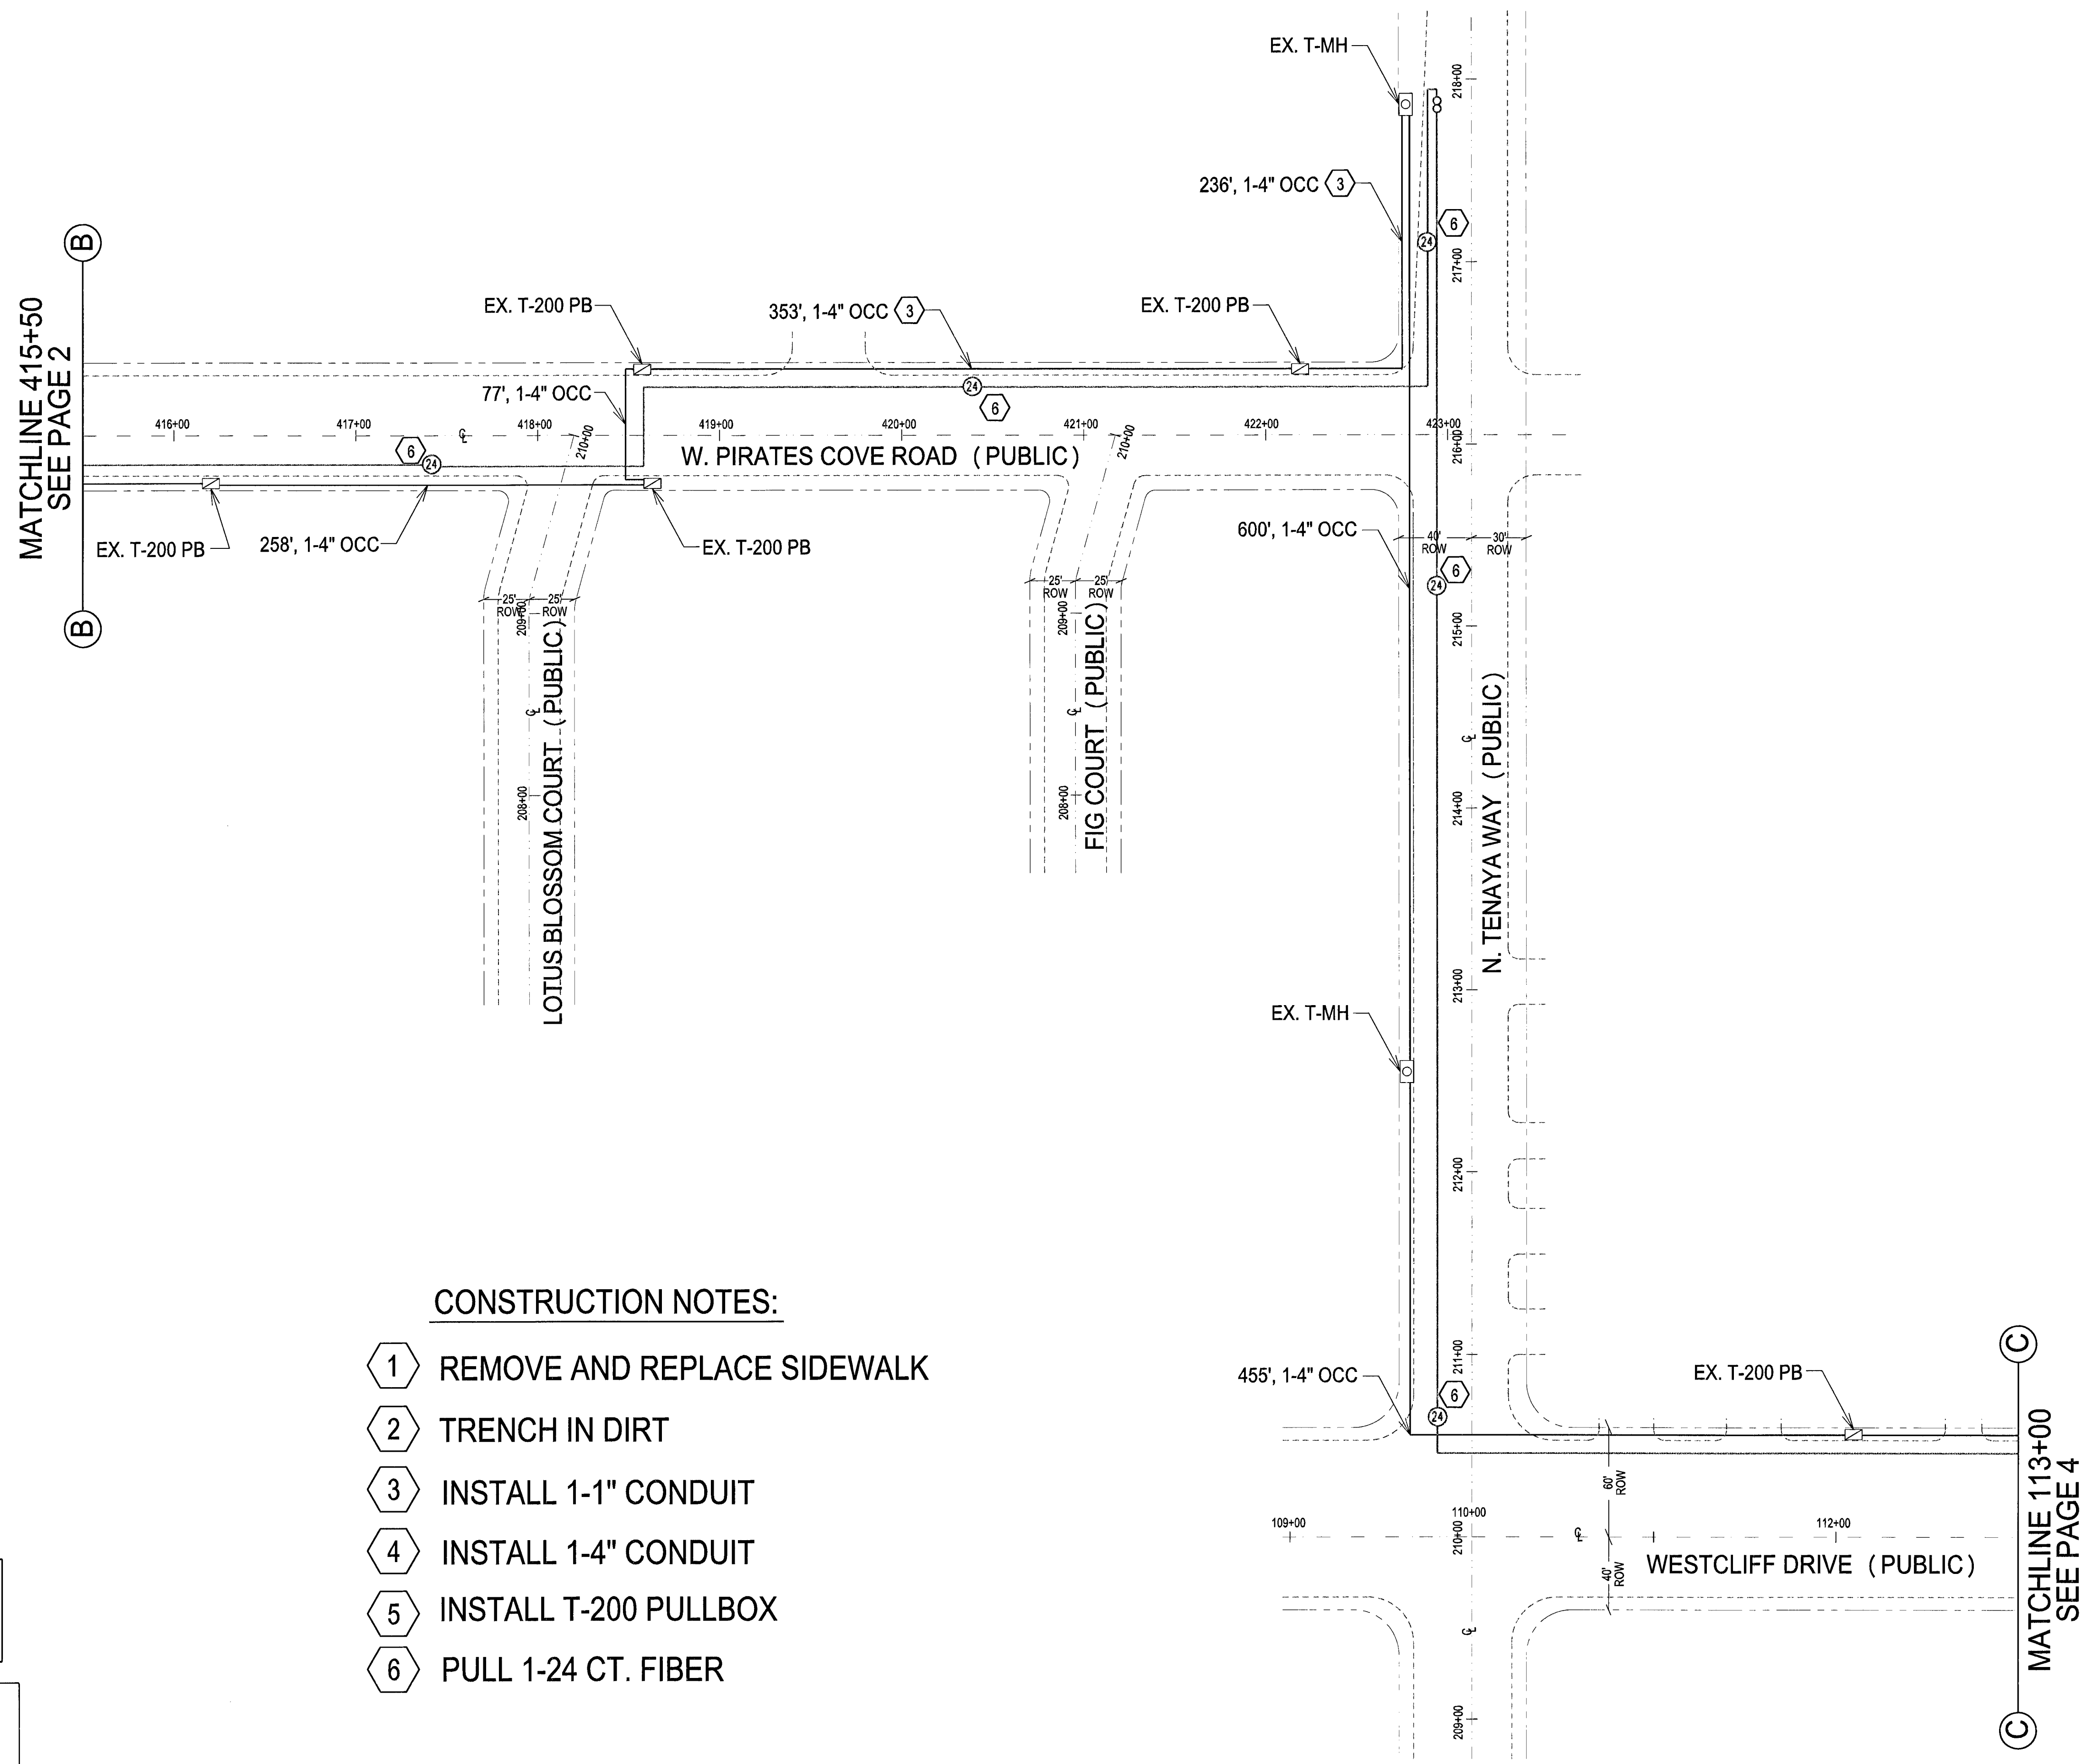 EX. T-MH
218+00
236', 1-4" OCC 3
6
24
217+00
B
MATCHLINE 415+50
SEE PAGE 2
B
EX. T-200 PB
353', 1-4" OCC 3
EX. T-200 PB
77', 1-4" OCC
24
6
416+00
417+00
418+00
210+00
419+00
420+00
421+00
210+00
422+00
423+00
216+00
6
24
W. PIRATES COVE ROAD (PUBLIC)
EX. T-200 PB
258', 1-4" OCC
EX. T-200 PB
600', 1-4" OCC
40'
ROW
30'
ROW
6
24
25'
ROW
25'
ROW
25'
ROW
25'
ROW
209+00
209+00
215+00
LOTUS BLOSSOM COURT (PUBLIC)
FIG COURT (PUBLIC)
N. TENAYA WAY (PUBLIC)
208+00
208+00
214+00
213+00
EX. T-MH
212+00
211+00
455', 1-4" OCC
6
24
EX. T-200 PB
C
MATCHLINE 113+00
SEE PAGE 4
C
60'
ROW
109+00
110+00
210+00
112+00
40'
ROW
WESTCLIFF DRIVE (PUBLIC)
209+00
CONSTRUCTION NOTES:
1 REMOVE AND REPLACE SIDEWALK
2 TRENCH IN DIRT
3 INSTALL 1-1" CONDUIT
4 INSTALL 1-4" CONDUIT
5 INSTALL T-200 PULLBOX
6 PULL 1-24 CT. FIBER